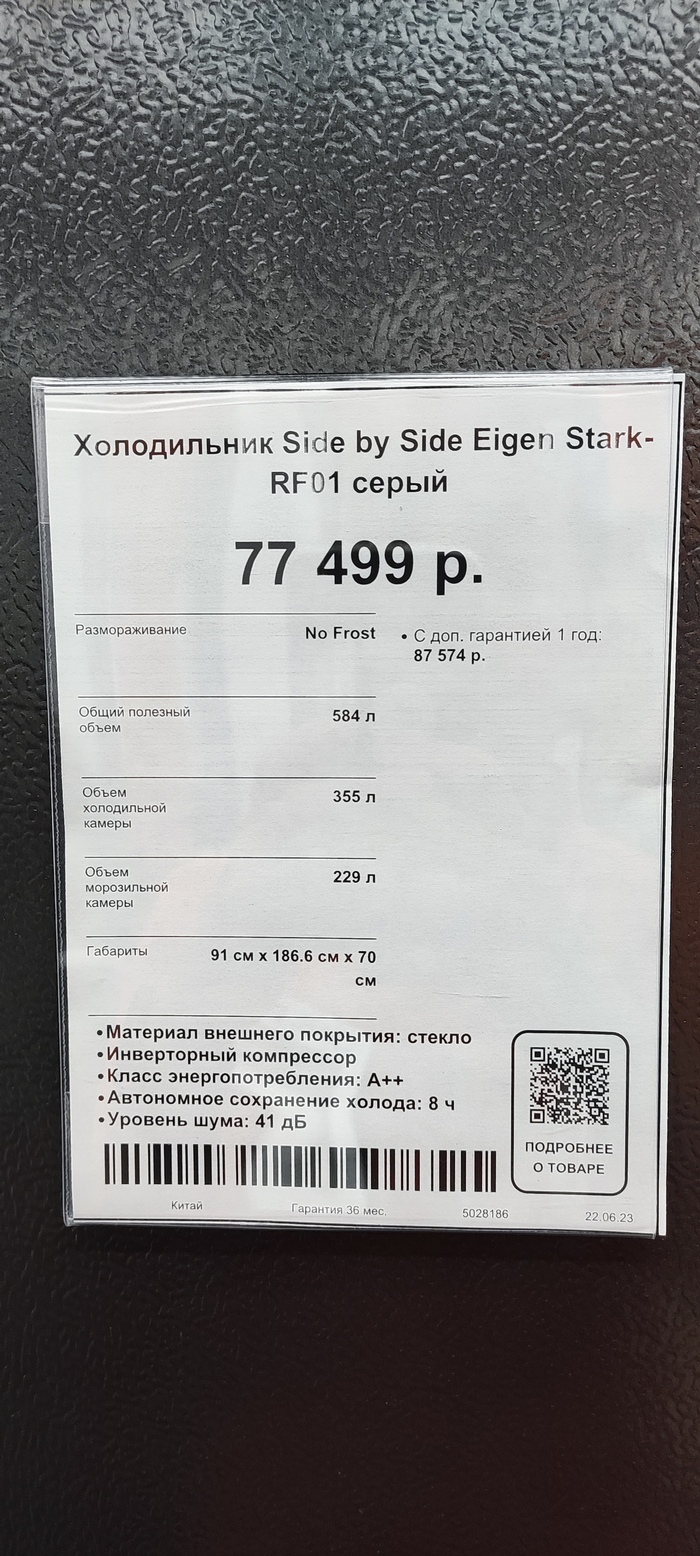 Холодильник Side by Side Eigen Stark-
RF01 серый
77 499 р.
Размораживание
No Frost
• С доп. гарантией 1 год:
87 574 р.
Общий полезный
объем
584 л
Объем
холодильной
камеры
355 л
Объем
морозильной
камеры
229 л
Габариты
91 см x 186.6 см x 70
см
•Материал внешнего покрытия: стекло
•Инверторный компрессор
•Класс энергопотребления: A++
•Автономное сохранение холода: 8 ч
•Уровень шума: 41 дБ
ПОДРОБНЕЕ
О ТОВАРЕ
Китай
Гарантия 36 мес.
5028186
22.06.23